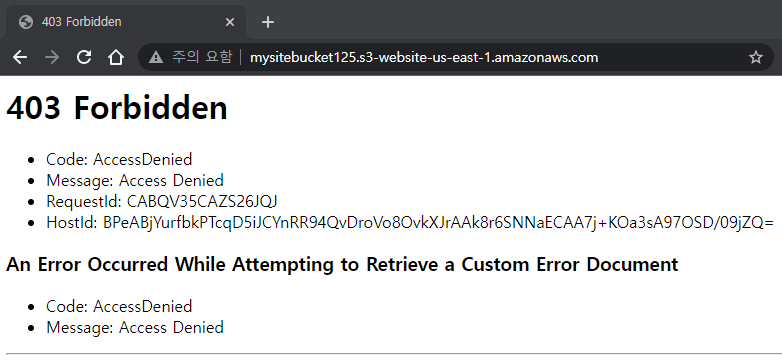 403 Forbidden
주의 요함 mysitebucket125.s3-website-us-east-1.amazonaws.com
403 Forbidden
Code: AccessDenied
Message: Access Denied
RequestId: CABQV35CAZS26JQJ
HostId: BPeABjYurfbkPTcqD5iJCYnRR94QvDroVo8OvkXJrAAk8r6SNNaECAA7j+KOa3sA97OSD/09jZQ=
An Error Occurred While Attempting to Retrieve a Custom Error Document
Code: AccessDenied
Message: Access Denied